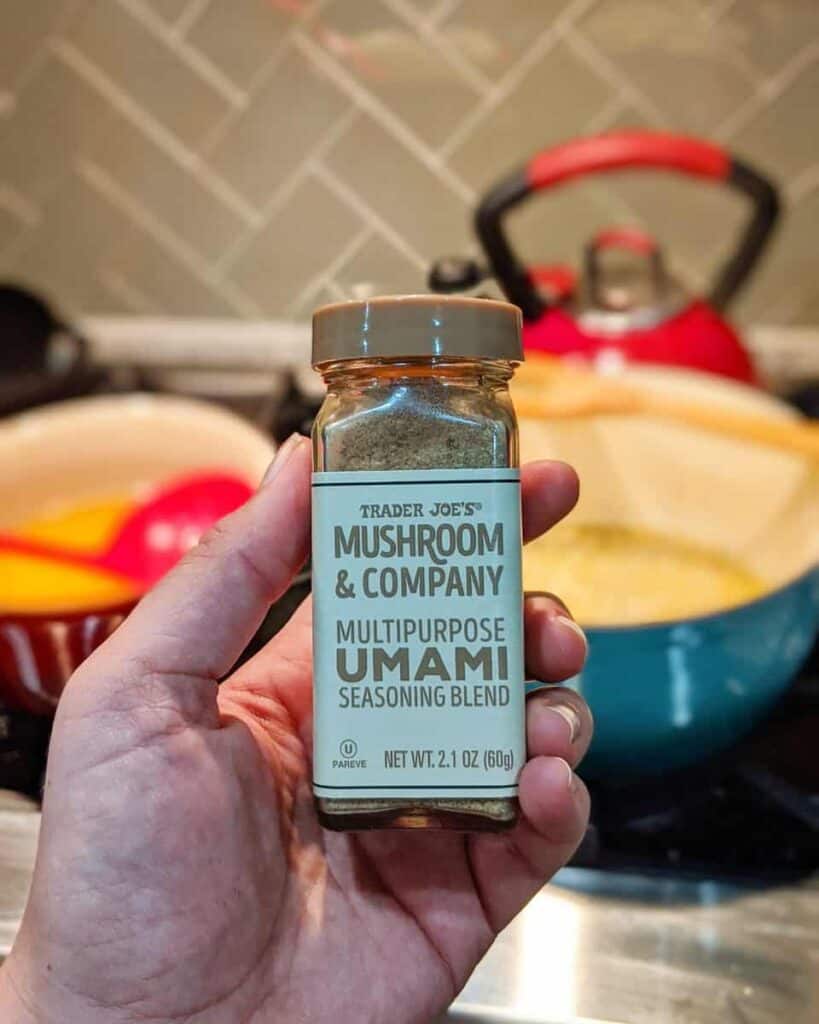 TRADER JOE'S®
MUSHROOM
& COMPANY
MULTIPURPOSE
UMAMI
SEASONING BLEND
U
PAREVE
NET WT. 2.1 OZ (60g)